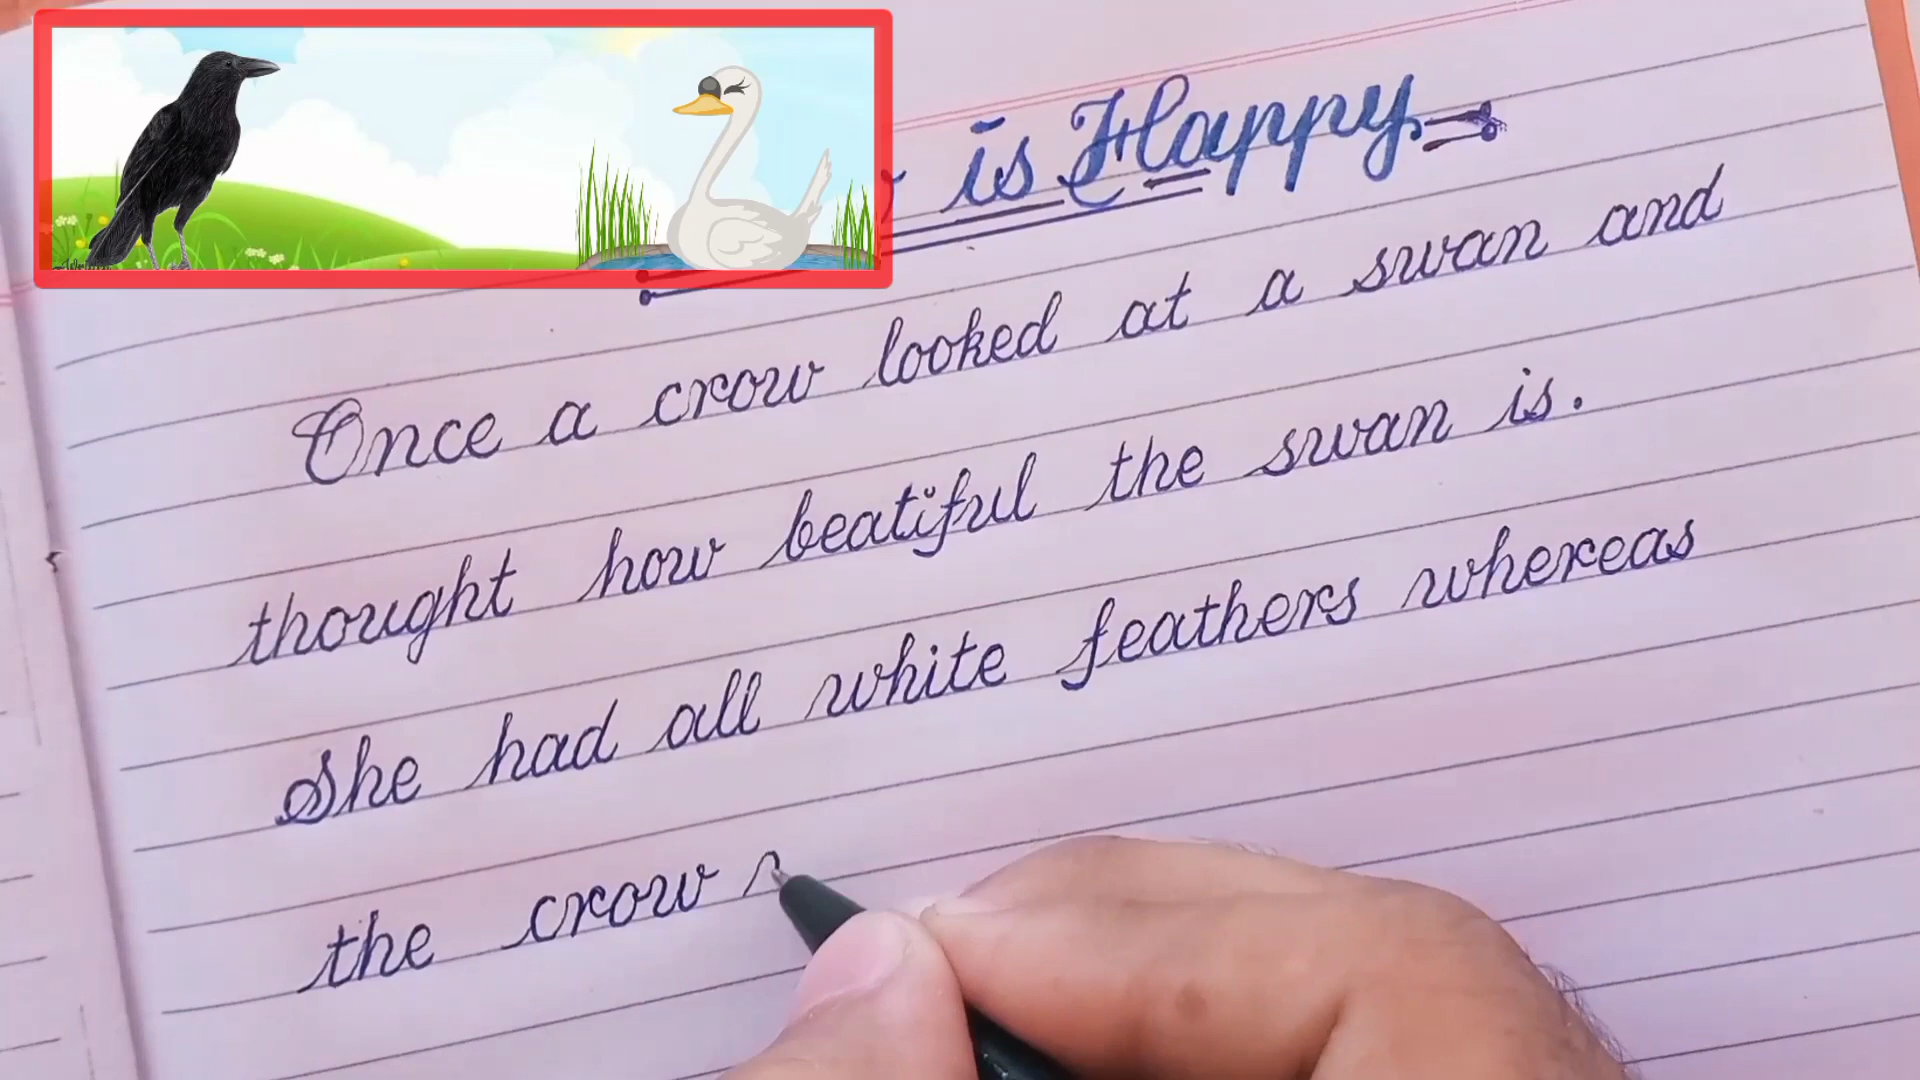 is Happy.
Once a crow looked at a swan and
thought how beatiful the swan is.
She had all white feathers whereas
the crow